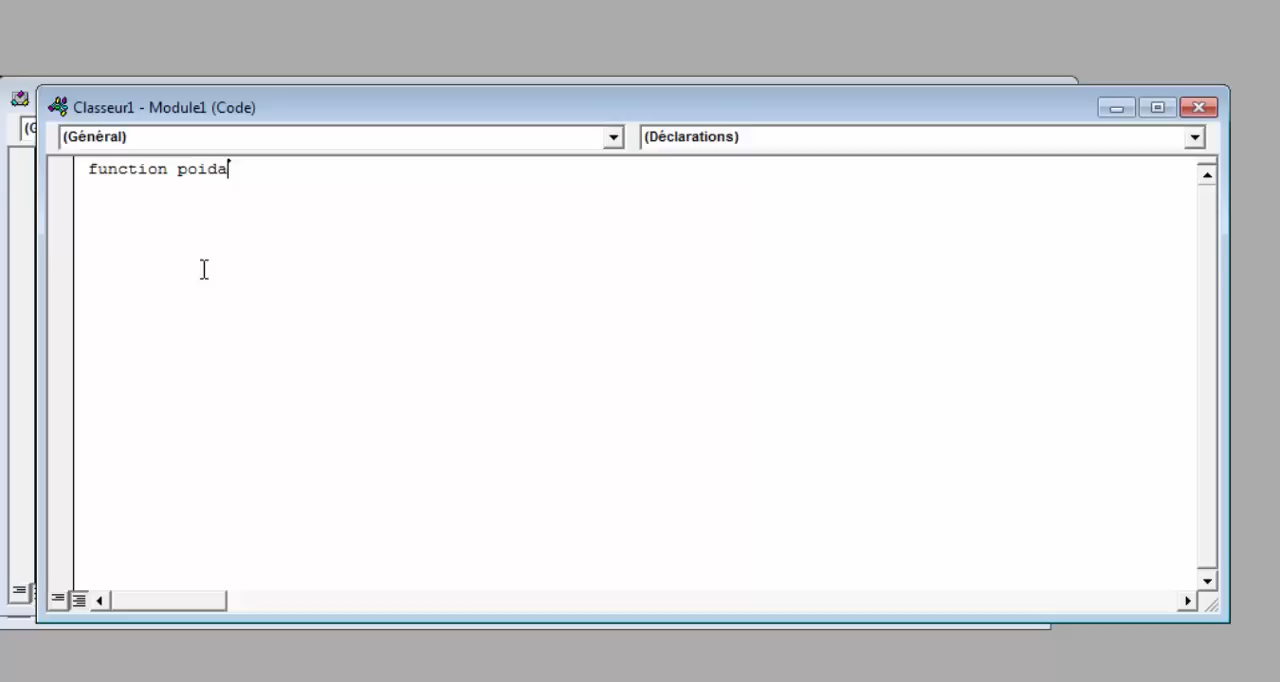 Classeur1 - Module1 (Code)
(Général)
(Déclarations)
function poida